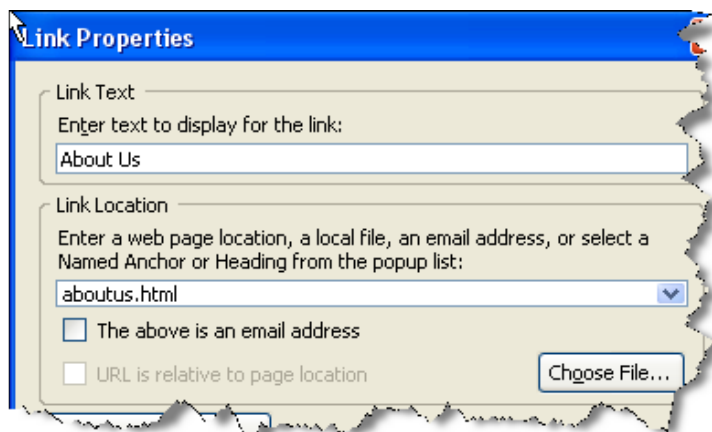 Link Properties
Link Text
Enter text to display for the link:
About Us
Link Location
Enter a web page location, a local file, an email address, or select a
Named Anchor or Heading from the popup list:
aboutus.html
The above is an email address
URL is relative to page location
Choose File...